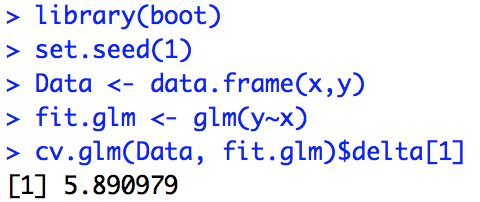 > library(boot)
> set.seed(1)
> Data <- data.frame(x,y)
> fit.glm <- glm(y~x)
> cv.glm(Data, fit.glm)$delta[1]
[1] 5.890979